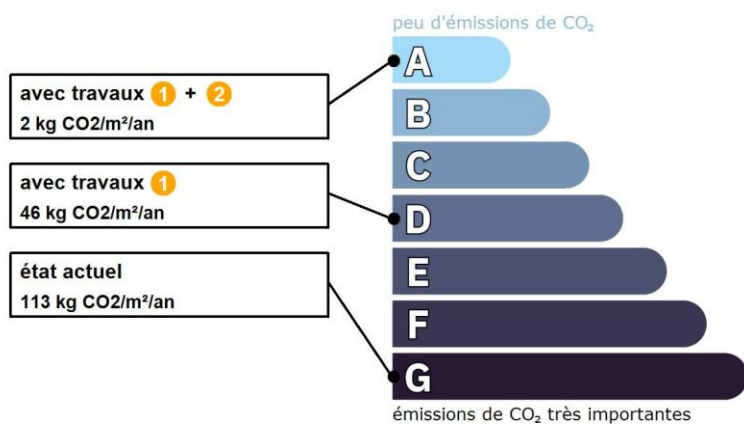 peu d'émissions de CO₂
A
avec travaux 1 + 2
2 kg CO2/m²/an
B
C
avec travaux 1
46 kg CO2/m²/an
D
E
état actuel
113 kg CO2/m²/an
F
G
émissions de CO₂ très importantes